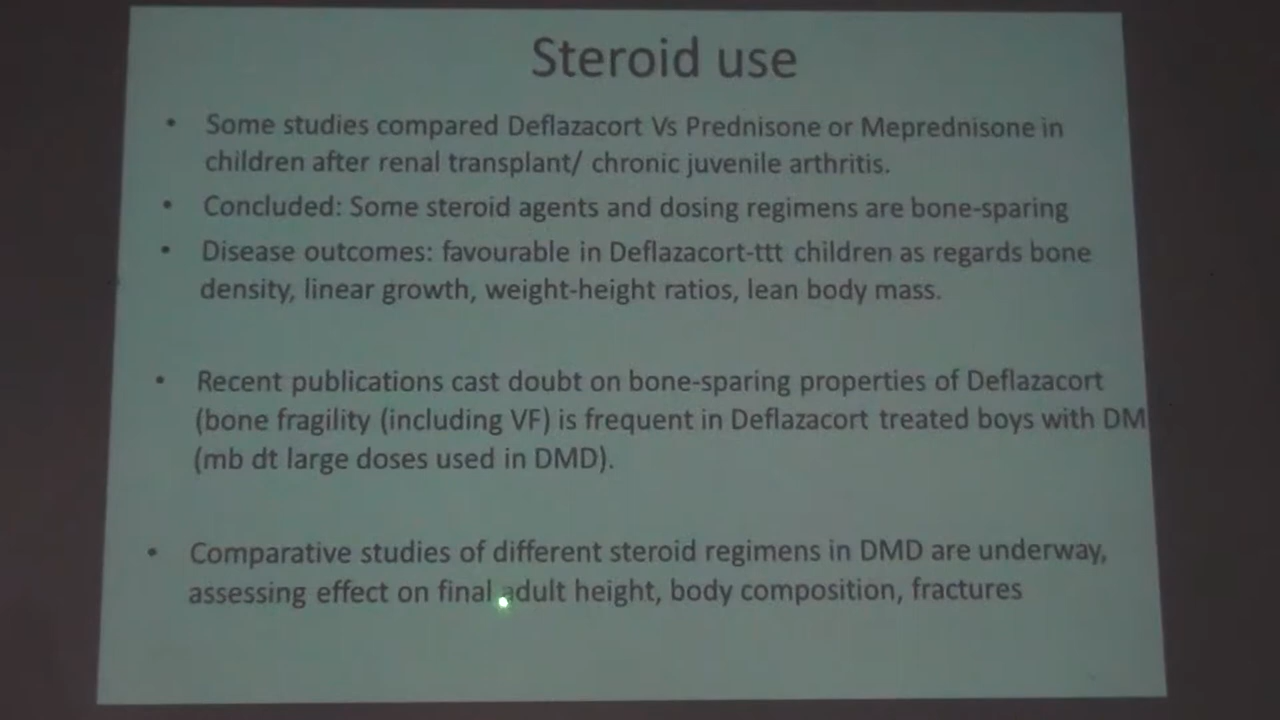 Steroid use
• Some studies compared Deflazacort Vs Prednisone or Meprednisone in
children after renal transplant/ chronic juvenile arthritis.
• Concluded: Some steroid agents and dosing regimens are bone-sparing
• Disease outcomes: favourable in Deflazacort-ttt children as regards bone
density, linear growth, weight-height ratios, lean body mass.
• Recent publications cast doubt on bone-sparing properties of Deflazacort
(bone fragility (including VF) is frequent in Deflazacort treated boys with DM
(mb dt large doses used in DMD).
• Comparative studies of different steroid regimens in DMD are underway,
assessing effect on final adult height, body composition, fractures